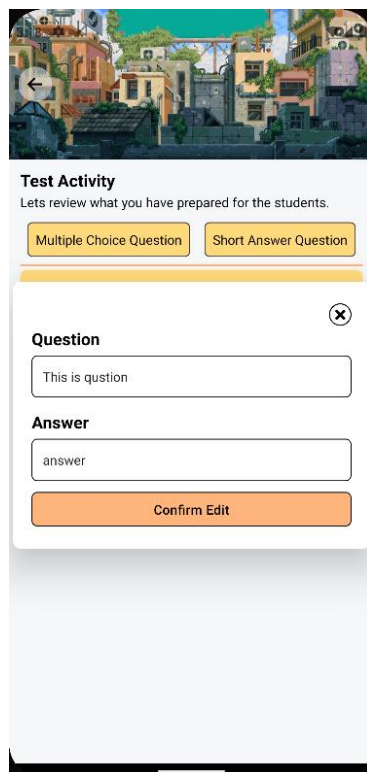 Test Activity
Lets review what you have prepared for the students.
Multiple Choice Question
Short Answer Question
Question
This is qustion
Answer
answer
Confirm Edit